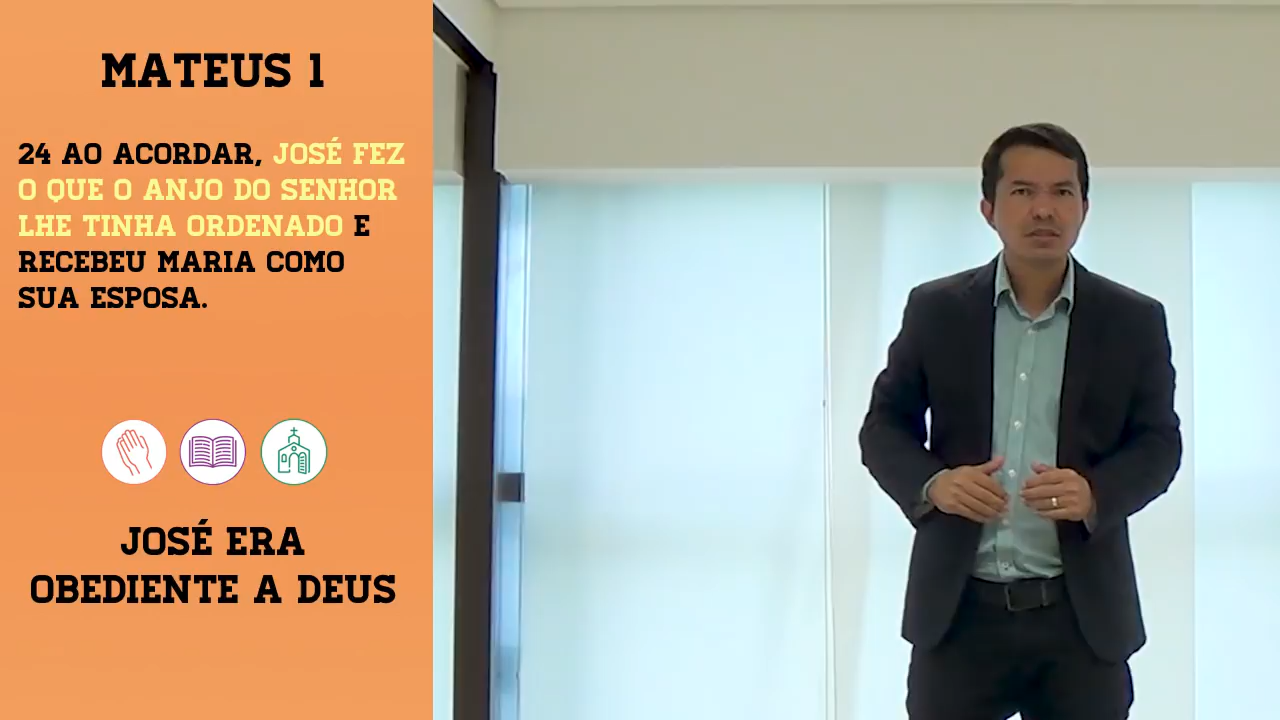 MATEUS 1
24 AO ACORDAR, JOSÉ FEZ
O QUE O ANJO DO SENHOR
LHE TINHA ORDENADO E
RECEBEU MARIA COMO
SUA ESPOSA.
JOSÉ ERA
OBEDIENTE A DEUS